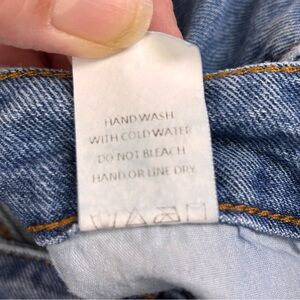 HAND WASH
WITH COLD WATER
DO NOT BLEACH
HAND OR LINE DRY